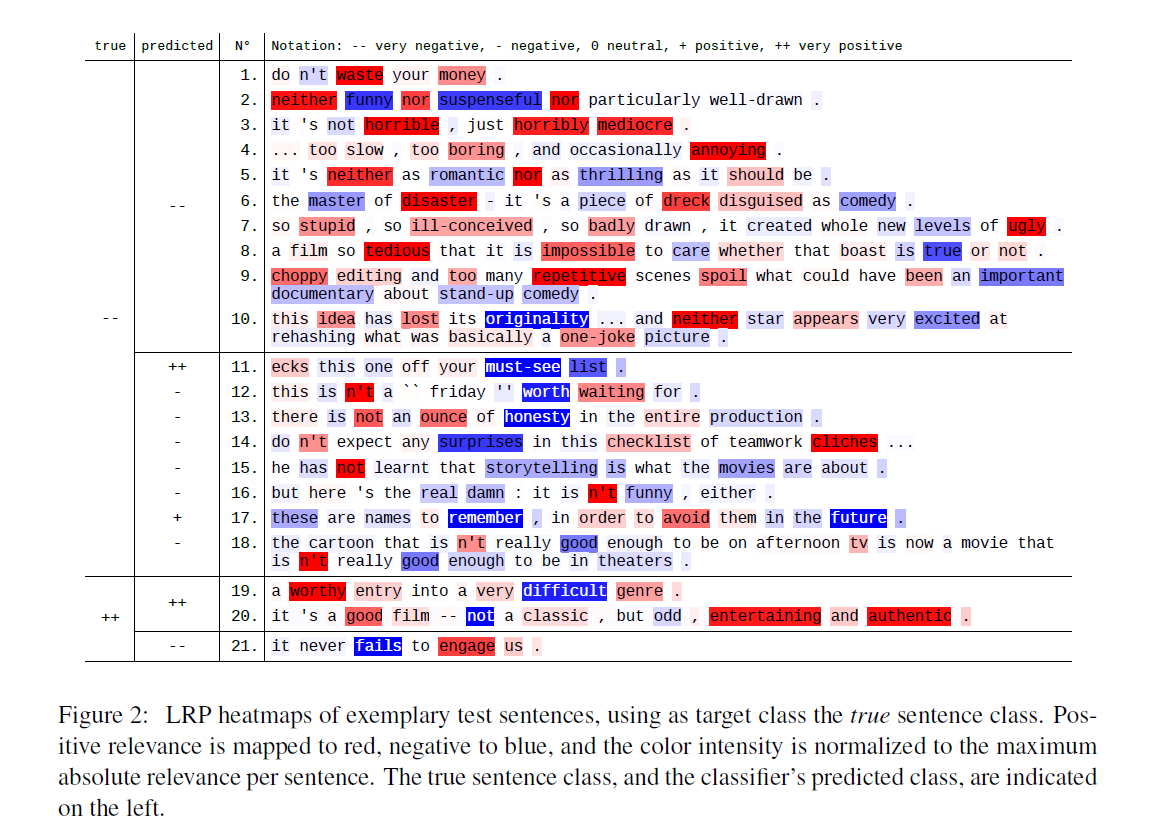 true predicted N° Notation: -- very negative, - negative, 0 neutral, + positive, ++ very positive
1. do n't waste your money .
2. neither funny nor suspenseful nor particularly well-drawn .
3. it 's not horrible , just horribly mediocre .
4. ... too slow , too boring , and occasionally annoying .
5. it 's neither as romantic nor as thrilling as it should be .
-- 6. the master of disaster - it 's a piece of dreck disguised as comedy .
7. so stupid , so ill-conceived , so badly drawn , it created whole new levels of ugly .
8. a film so tedious that it is impossible to care whether that boast is true or not .
9. choppy editing and too many repetitive scenes spoil what could have been an important
documentary about stand-up comedy .
-- 10. this idea has lost its originality ... and neither star appears very excited at
rehashing what was basically a one-joke picture .
++ 11. ecks this one off your must-see list .
- 12. this is n't a `` friday '' worth waiting for .
- 13. there is not an ounce of honesty in the entire production .
- 14. do n't expect any surprises in this checklist of teamwork cliches ...
- 15. he has not learnt that storytelling is what the movies are about .
- 16. but here 's the real damn : it is n't funny , either .
+ 17. these are names to remember , in order to avoid them in the future .
- 18. the cartoon that is n't really good enough to be on afternoon tv is now a movie that
is n't really good enough to be in theaters .
++ 19. a worthy entry into a very difficult genre .
++ 20. it 's a good film -- not a classic , but odd , entertaining and authentic .
-- 21. it never fails to engage us .
Figure 2: LRP heatmaps of exemplary test sentences, using as target class the true sentence class. Pos-
itive relevance is mapped to red, negative to blue, and the color intensity is normalized to the maximum
absolute relevance per sentence. The true sentence class, and the classifier's predicted class, are indicated
on the left.